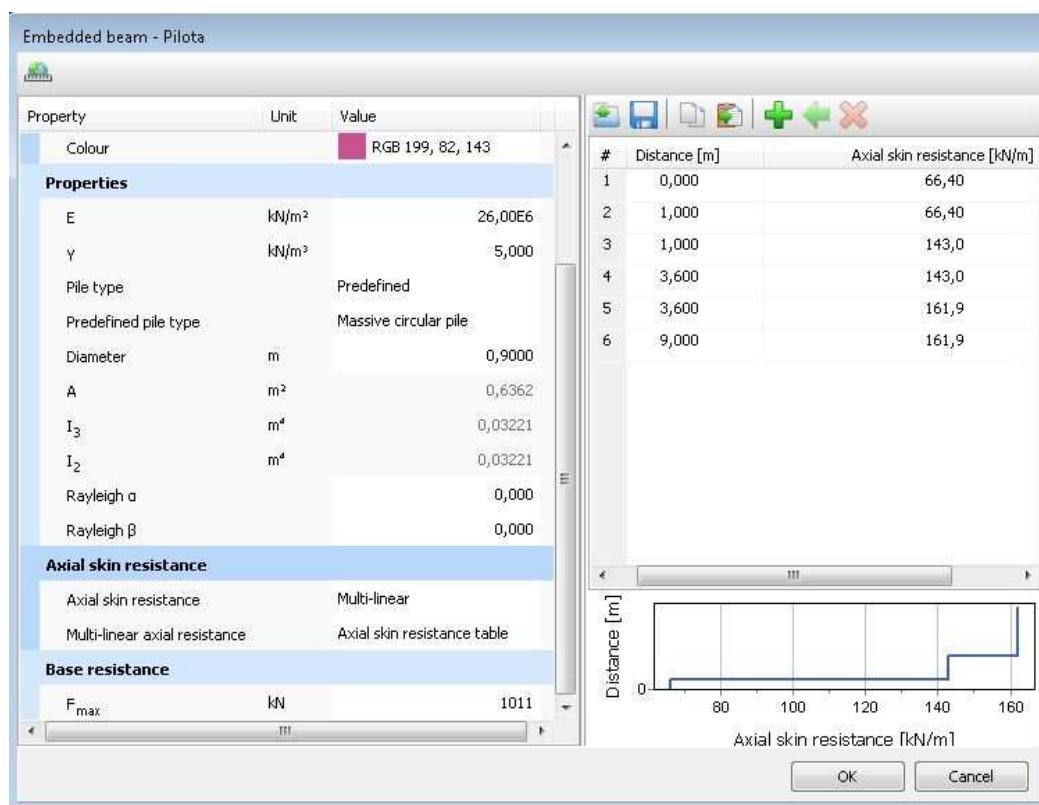 Embedded beam - Pilota
Property Unit Value
Colour RGB 199, 82, 143
Properties
E kN/m² 26,00E6
γ kN/m³ 5,000
Pile type Predefined
Predefined pile type Massive circular pile
Diameter m 0,9000
A m² 0,6362
I₃ m⁴ 0,03221
I₂ m⁴ 0,03221
Rayleigh α 0,000
Rayleigh β 0,000
Axial skin resistance
Axial skin resistance Multi-linear
Multi-linear axial resistance Axial skin resistance table
Base resistance
Fmax kN 1011
# Distance [m] Axial skin resistance [kN/m]
1 0,000 66,40
2 1,000 66,40
3 1,000 143,0
4 3,600 143,0
5 3,600 161,9
6 9,000 161,9
Distance [m]
0
80 100 120 140 160
Axial skin resistance [kN/m]
OK Cancel